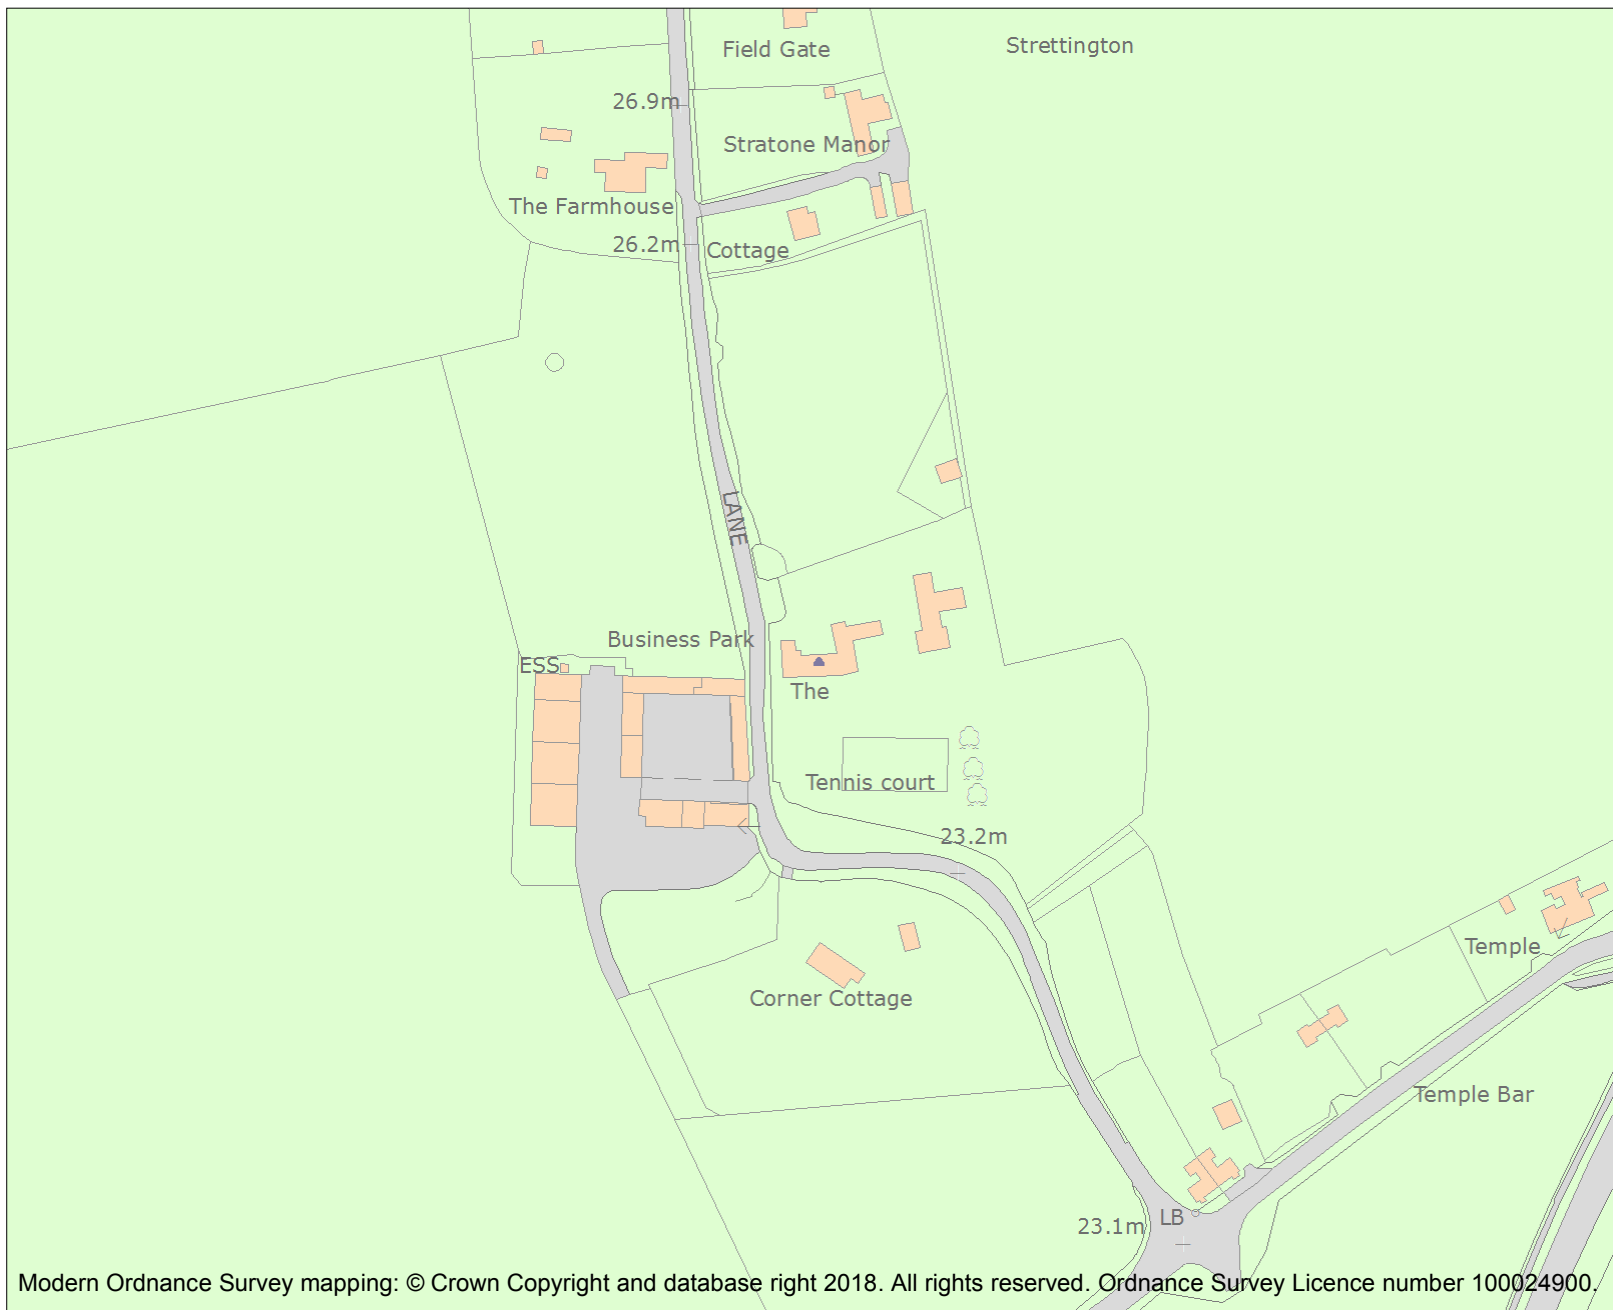 Field Gate
Strettington
26.9m
Stratone Manor
The Farmhouse
26.2m
Cottage
LANE
Business Park
ESS
The
Tennis court
23.2m
Temple
Corner Cottage
Temple Bar
LB
23.1m
Modern Ordnance Survey mapping: © Crown Copyright and database right 2018. All rights reserved. Ordnance Survey Licence number 100024900.